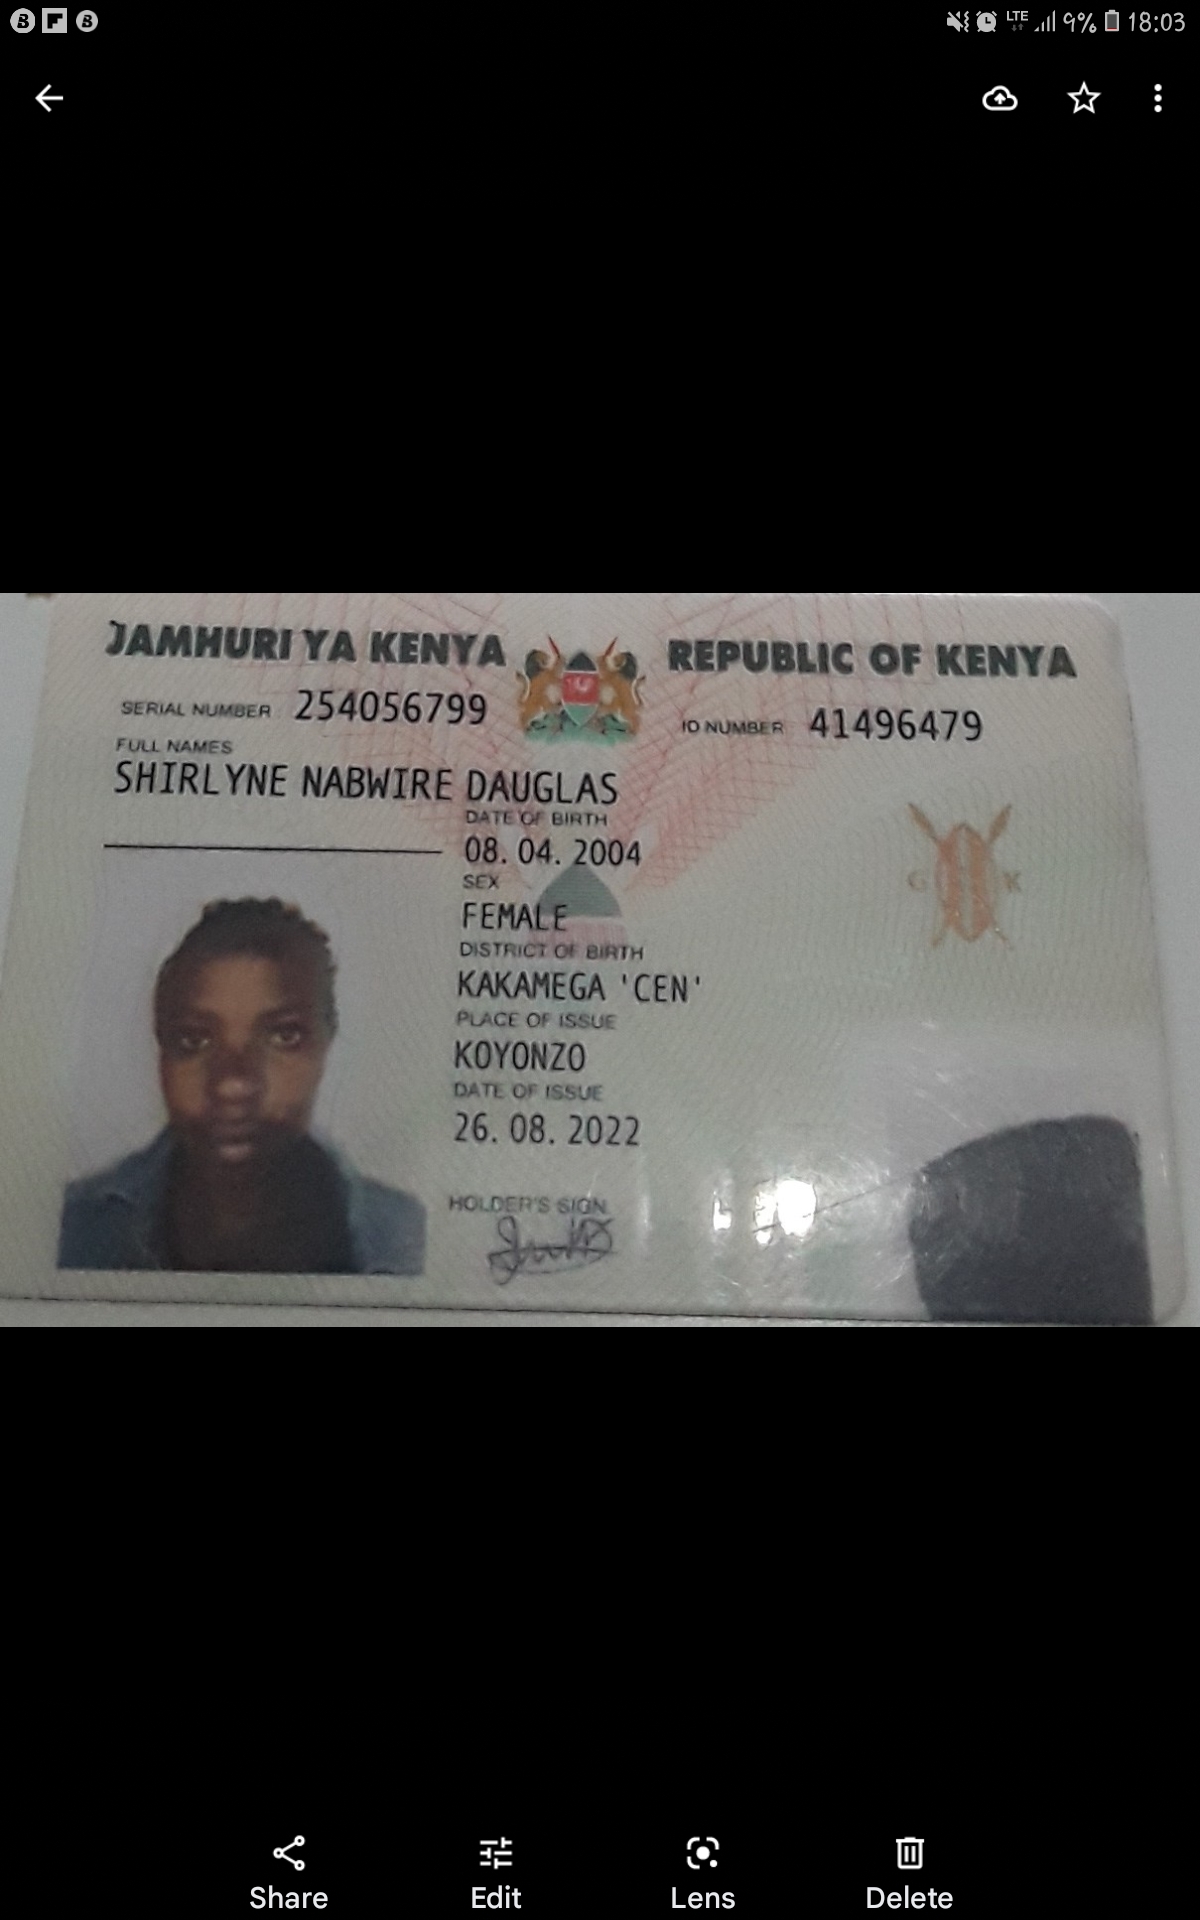 LTE 9% 18:03
JAMHURI YA KENYA REPUBLIC OF KENYA
SERIAL NUMBER 254056799 ID NUMBER 41496479
FULL NAMES
SHIRLYNE NABWIRE DAUGLAS
DATE OF BIRTH
08. 04. 2004
SEX
FEMALE
DISTRICT OF BIRTH
KAKAMEGA 'CEN'
PLACE OF ISSUE
KOYONZO
DATE OF ISSUE
26. 08. 2022
HOLDER'S SIGN.
G K
Share Edit Lens Delete